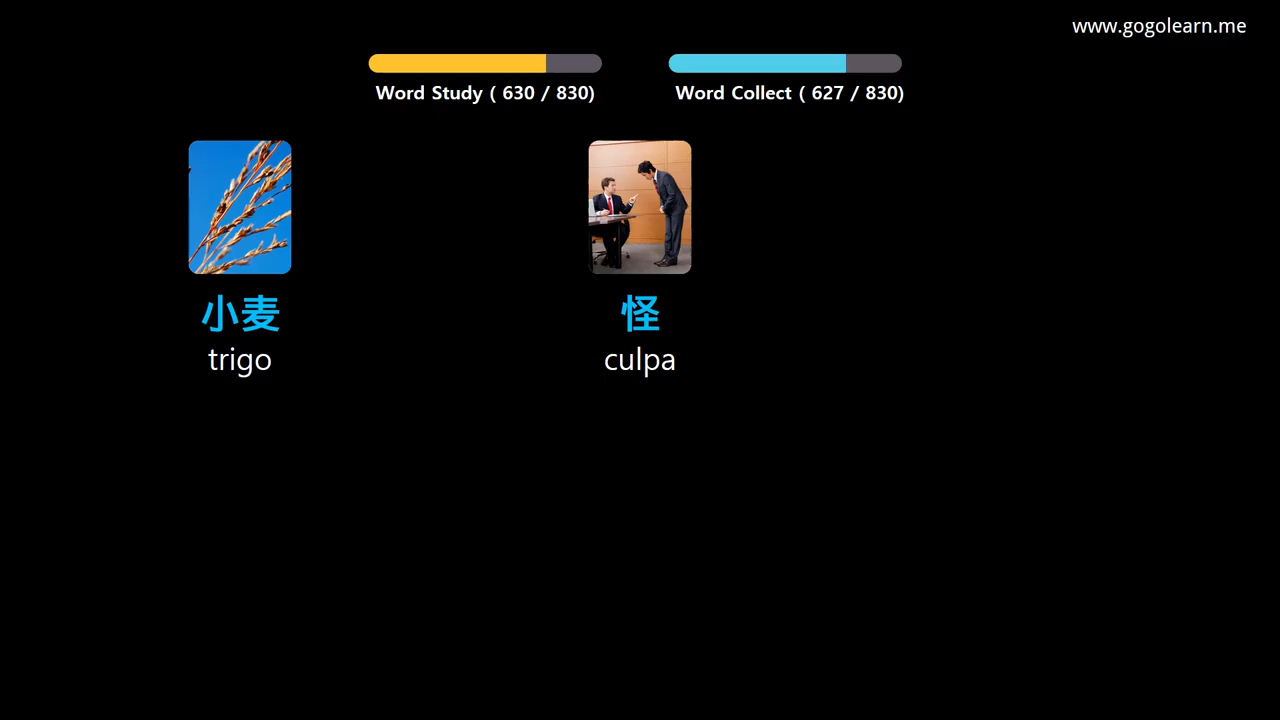 www.gogolearn.me
Word Study ( 630 / 830)
Word Collect ( 627 / 830)
小麦
trigo
怪
culpa